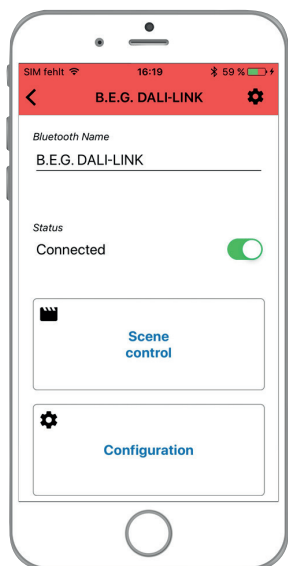 SIM fehlt 16:19 59 %
B.E.G. DALI-LINK
Bluetooth Name
B.E.G. DALI-LINK
Status
Connected
Scene
control
Configuration